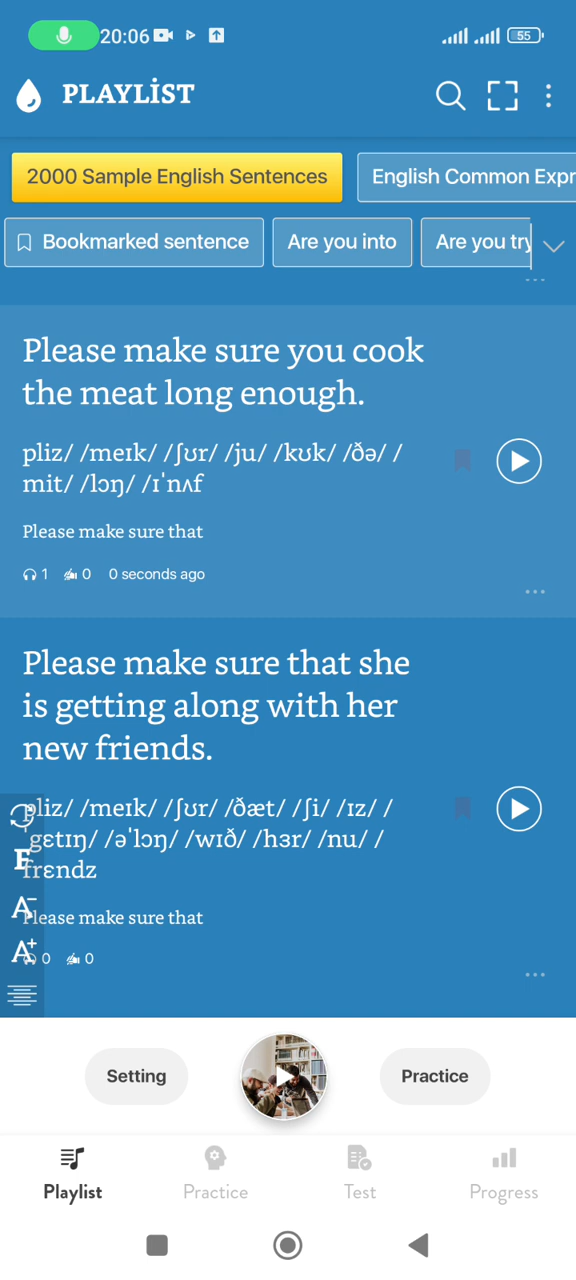 20:06
55
PLAYLİST
2000 Sample English Sentences
English Common Expr
Bookmarked sentence
Are you into
Are you try
Please make sure you cook
the meat long enough.
pliz/ /meɪk/ /ʃʊr/ /ju/ /kʊk/ /ðə/ /
mit/ /lɔŋ/ /ɪˈnʌf
Please make sure that
1 0 0 seconds ago
Please make sure that she
is getting along with her
new friends.
pliz/ /meɪk/ /ʃʊr/ /ðæt/ /ʃi/ /ɪz/ /
ˈgɛtɪŋ/ /əˈlɔŋ/ /wɪð/ /hɜr/ /nu/ /
frɛndz
Please make sure that
0 0
F
A-
A+
Setting
Practice
Playlist
Practice
Test
Progress